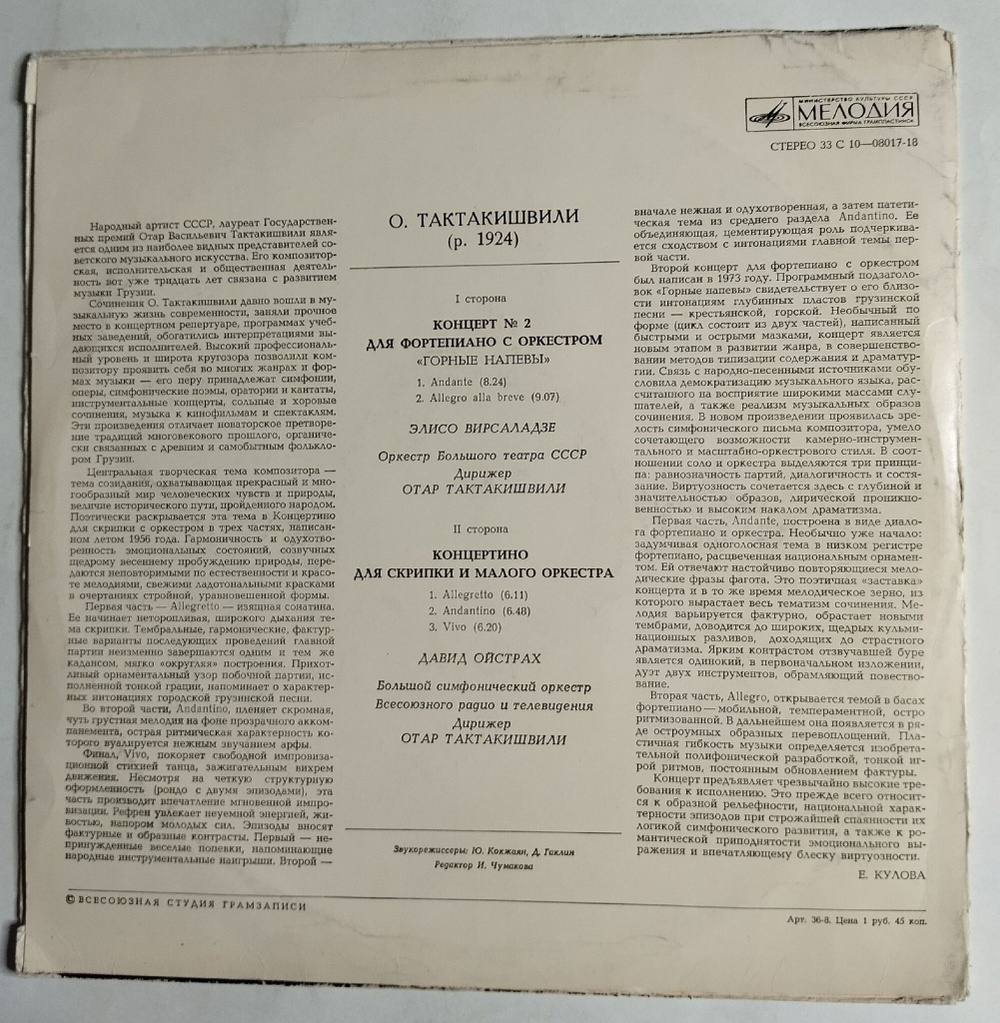 МИНИСТЕРСТВО КУЛЬТУРЫ СССР
МЕЛОДИЯ
ВСЕСОЮЗНАЯ ФИРМА ГРАМПЛАСТИНОК
СТЕРЕО 33 С 10—08017-18
Народный артист СССР, лауреат Государствен-
ных премий Отар Васильевич Тактакишвили явля-
ется одним из наиболее видных представителей со-
ветского музыкального искусства. Его композитор-
ская, исполнительская и общественная деятель-
ность вот уже тридцать лет связана с развитием
музыки Грузии.
Сочинения О. Тактакишвили давно вошли в му-
зыкальную жизнь современности, заняли прочное
место в концертном репертуаре, программах учеб-
ных заведений, обогатились интерпретациями вы-
дающихся исполнителей. Высокий профессиональ-
ный уровень и широта кругозора позволили ком-
позитору проявить себя во многих жанрах и фор-
мах музыки — его перу принадлежат симфонии,
оперы, симфонические поэмы, оратории и кантаты,
инструментальные концерты, сольные и хоровые
сочинения, музыка к кинофильмам и спектаклям.
Эти произведения отличает новаторское претворе-
ние традиций многовекового прошлого, органиче-
ски связанных с древним и самобытным фолькло-
ром Грузии.
Центральная творческая тема композитора —
тема созидания, охватывающая прекрасный и мно-
гообразный мир человеческих чувств и природы,
величие исторического пути, пройденного народом.
Поэтически раскрывается эта тема в Концертино
для скрипки с оркестром в трех частях, написан-
ном летом 1956 года. Гармоничность и одухотво-
ренность эмоциональных состояний, созвучных
щедрому весеннему пробуждению природы, пере-
даются неповторимыми по естественности и красо-
те мелодиями, свежими ладотональными красками
в очертаниях стройной, уравновешенной формы.
Первая часть — Allegretto — изящная сонатина.
Ее начинает неторопливая, широкого дыхания те-
ма скрипки. Тембральные, гармонические, фактур-
ные варианты последующих проведений главной
партии неизменно завершаются одним и тем же
кадансом, мягко «округляя» построения. Прихот-
ливый орнаментальный узор побочной партии, ис-
полненной тонкой грации, напоминает о характер-
ных интонациях городской грузинской песни.
Во второй части, Andantino, пленяет скромная,
чуть грустная мелодия на фоне прозрачного акком-
панемента, острая ритмическая характерность ко-
торого вуалируется нежным звучанием арфы.
Финал, Vivo, покоряет свободной импровиза-
ционной стихией танца, зажигательным вихрем
движения. Несмотря на четкую структурную
оформленность (рондо с двумя эпизодами), эта
часть производит впечатление мгновенной импро-
визации. Рефрен увлекает неуемной энергией, жи-
востью, напором молодых сил. Эпизоды вносят
фактурные и образные контрасты. Первый — не-
принужденные веселые попевки, напоминающие
народные инструментальные наигрыши. Второй —
О. ТАКТАКИШВИЛИ
(р. 1924)
I сторона
КОНЦЕРТ № 2
ДЛЯ ФОРТЕПИАНО С ОРКЕСТРОМ
«ГОРНЫЕ НАПЕВЫ»
1. Andante (8.24)
2. Allegro alla breve (9.07)
ЭЛИСО ВИРСАЛАДЗЕ
Оркестр Большого театра СССР
Дирижер
ОТАР ТАКТАКИШВИЛИ
II сторона
КОНЦЕРТИНО
ДЛЯ СКРИПКИ И МАЛОГО ОРКЕСТРА
1. Allegretto (6.11)
2. Andantino (6.48)
3. Vivo (6.20)
ДАВИД ОЙСТРАХ
Большой симфонический оркестр
Всесоюзного радио и телевидения
Дирижер
ОТАР ТАКТАКИШВИЛИ
Звукорежиссеры: Ю. Кокжаян, Д. Гаклин
Редактор И. Чумакова
вначале нежная и одухотворенная, а затем патети-
ческая тема из среднего раздела Andantino. Ее
объединяющая, цементирующая роль подчеркива-
ется сходством с интонациями главной темы пер-
вой части.
Второй концерт для фортепиано с оркестром
был написан в 1973 году. Программный подзаголо-
вок «Горные напевы» свидетельствует о его близо-
сти интонациям глубинных пластов грузинской
песни — крестьянской, горской. Необычный по
форме (цикл состоит из двух частей), написанный
быстрыми и острыми мазками, концерт является
новым этапом в развитии жанра, в совершенство-
вании методов типизации содержания и драматур-
гии. Связь с народно-песенными источниками обу-
словила демократизацию музыкального языка, рас-
считанного на восприятие широкими массами слу-
шателей, а также реализм музыкальных образов
сочинения. В новом произведении проявилась зре-
лость симфонического письма композитора, умело
сочетающего возможности камерно-инструмен-
тального и масштабно-оркестрового стиля. В соот-
ношении соло и оркестра выделяются три принци-
па: равнозначность партий, диалогичность и состя-
зание. Виртуозность сочетается здесь с глубиной и
значительностью образов, лирической проникно-
венностью и высоким накалом драматизма.
Первая часть, Andante, построена в виде диало-
га фортепиано и оркестра. Необычно уже начало:
задумчивая одноголосная тема в низком регистре
фортепиано, расцвеченная национальным орнамен-
том. Ей отвечают настойчиво повторяющиеся мело-
дические фразы фагота. Это поэтичная «заставка»
концерта и в то же время мелодическое зерно, из
которого вырастает весь тематизм сочинения. Ме-
лодия варьируется фактурно, обрастает новыми
тембрами, доводится до широких, щедрых кульми-
национных разливов, доходящих до страстного
драматизма. Ярким контрастом отзвучавшей буре
является одинокий, в первоначальном изложении,
дуэт двух инструментов, обрамляющий повество-
вание.
Вторая часть, Allegro, открывается темой в басах
фортепиано — мобильной, темпераментной, остро
ритмизованной. В дальнейшем она появляется в ря-
де остроумных образных перевоплощений. Пла-
стичная гибкость музыки определяется изобрета-
тельной полифонической разработкой, тонкой иг-
рой ритмов, постоянным обновлением фактуры.
Концерт предъявляет чрезвычайно высокие тре-
бования к исполнению. Это прежде всего относит-
ся к образной рельефности, национальной харак-
терности эпизодов при строжайшей спаянности их
логикой симфонического развития, а также к ро-
мантической приподнятости эмоционального вы-
ражения и впечатляющему блеску виртуозности.
Е. КУЛОВА
© ВСЕСОЮЗНАЯ СТУДИЯ ГРАМЗАПИСИ
Арт. 36-8. Цена 1 руб. 45 коп.